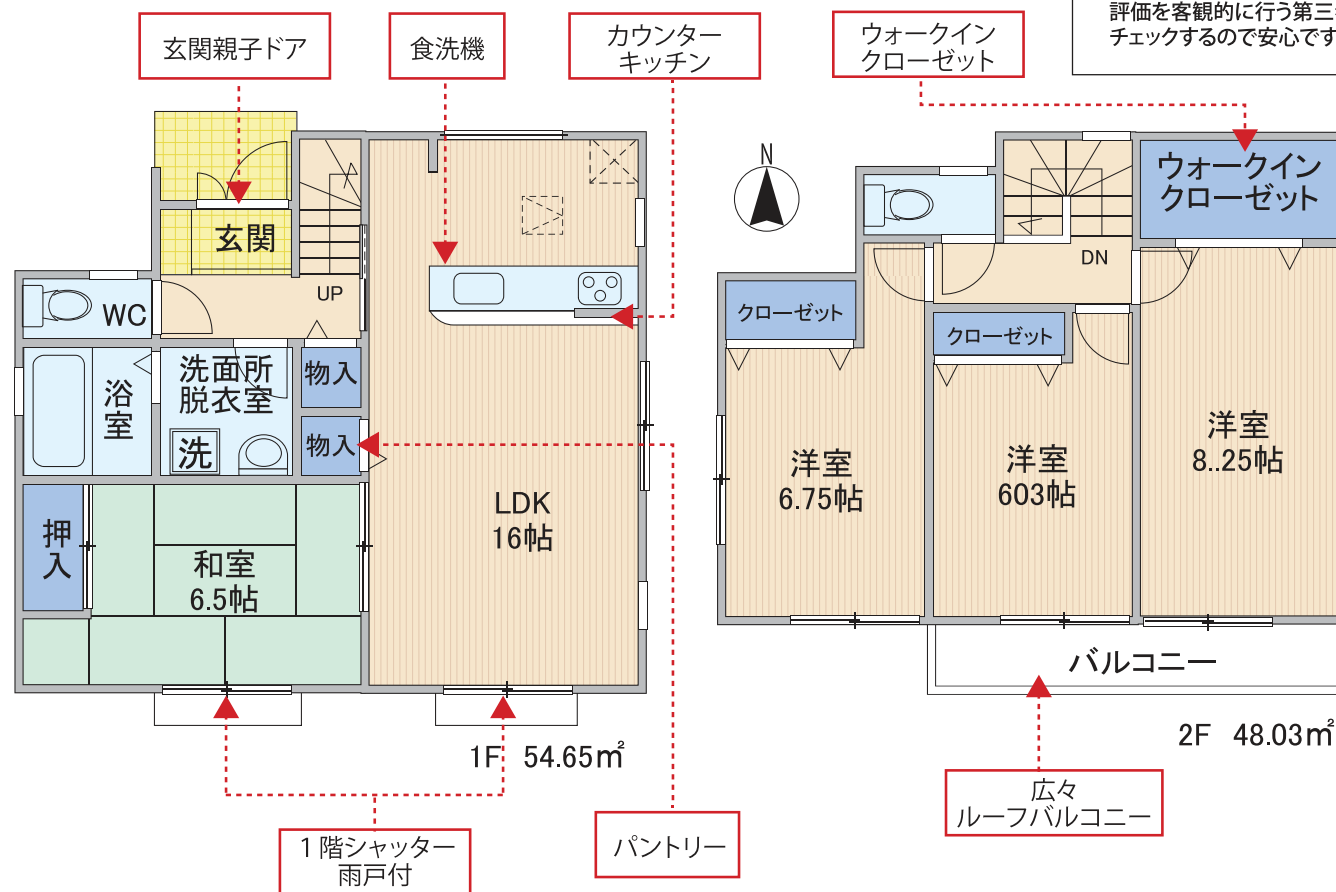 評価を客観的に行う第三
チェックするので安心です
玄関親子ドア
食洗機
カウンター
キッチン
ウォークイン
クローゼット
N
ウォークイン
クローゼット
玄関
UP
DN
WC
クローゼット
クローゼット
浴室
洗面所
脱衣室
洗
物入
物入
洋室
6.75帖
洋室
603帖
洋室
8..25帖
LDK
16帖
押入
和室
6.5帖
バルコニー
1F 54.65㎡
2F 48.03㎡
広々
ルーフバルコニー
1階シャッター
雨戸付
パントリー